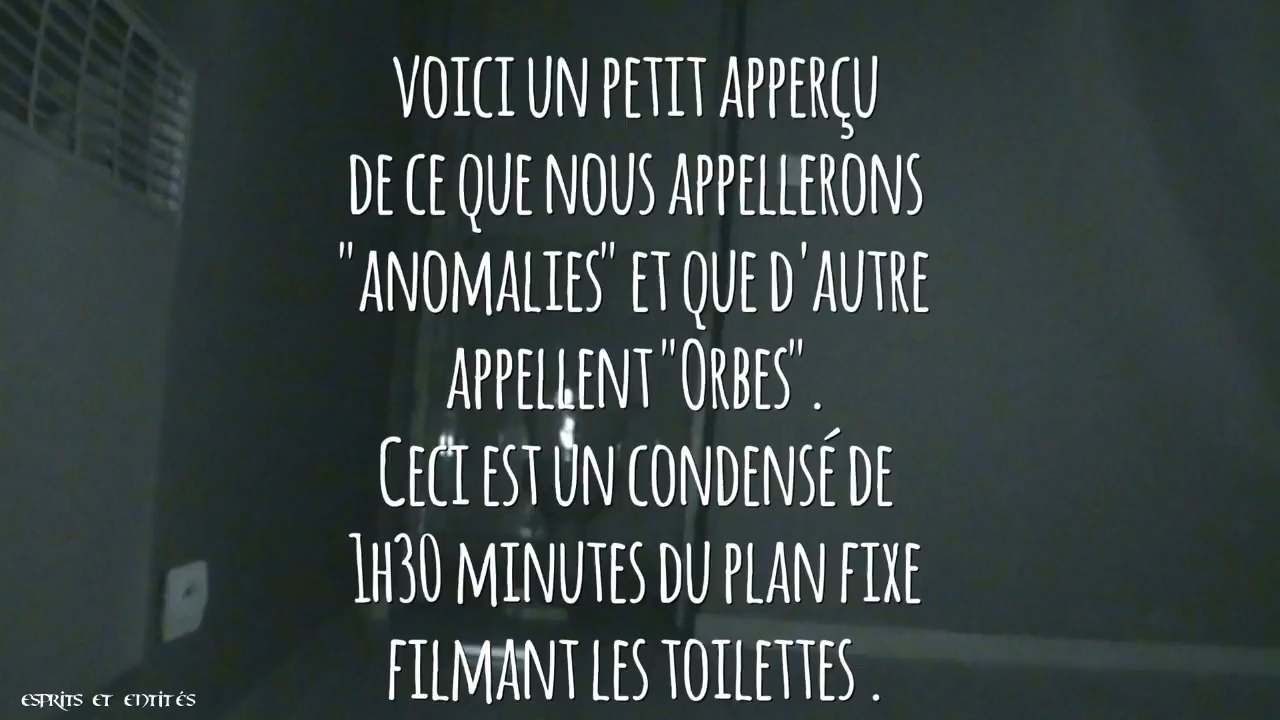 VOICI UN PETIT APPERÇU
DE CE QUE NOUS APPELLERONS
"ANOMALIES" ET QUE D'AUTRE
APPELLENT "ORBES" .
CECI EST UN CONDENSÉ DE
1H30 MINUTES DU PLAN FIXE
FILMANT LES TOILETTES .
ESPRITS ET ENTITÉS